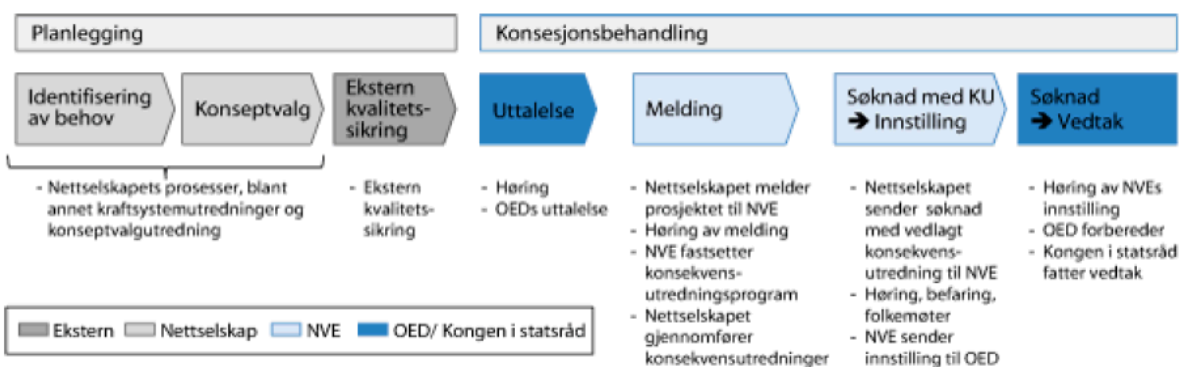 Planlegging
Konsesjonsbehandling
Identifisering
av behov
Konseptvalg
Ekstern
kvalitets-
sikring
Uttalelse
Melding
Søknad med KU
➔ Innstilling
Søknad
➔ Vedtak
- Nettselskapets prosesser, blant
annet kraftsystemutredninger og
konseptvalgutredning
- Ekstern
kvalitets-
sikring
- Høring
- OEDs uttalelse
- Nettselskapet melder
prosjektet til NVE
- Høring av melding
- NVE fastsetter
konsekvens-
utredningsprogram
- Nettselskapet
gjennomfører
konsekvensutredninger
- Nettselskapet
sender søknad
med vedlagt
konsekvens-
utredning til NVE
- Høring, befaring,
folkemøter
- NVE sender
innstilling til OED
- Høring av NVEs
innstilling
- OED forbereder
- Kongen i statsråd
fatter vedtak
Ekstern Nettselskap NVE OED/ Kongen i statsråd